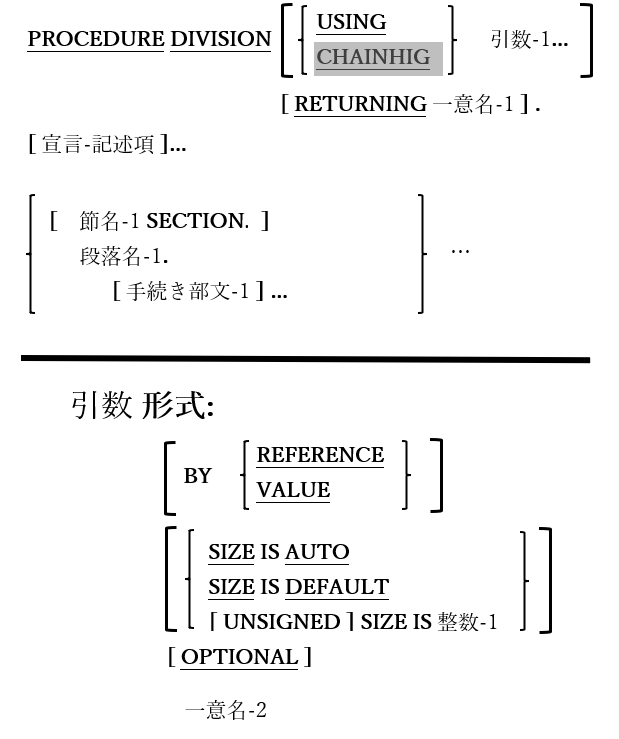 PROCEDURE DIVISION [ { USING
CHAINHIG } 引数-1... ]
[ RETURNING 一意名-1 ] .
[ 宣言-記述項 ]...
{ [ 節名-1 SECTION. ]
段落名-1.
[ 手続き部文-1 ] ...
} ...
引数 形式:
[ BY { REFERENCE
VALUE } ]
[ { SIZE IS AUTO
SIZE IS DEFAULT
[ UNSIGNED ] SIZE IS 整数-1 } ]
[ OPTIONAL ]
一意名-2